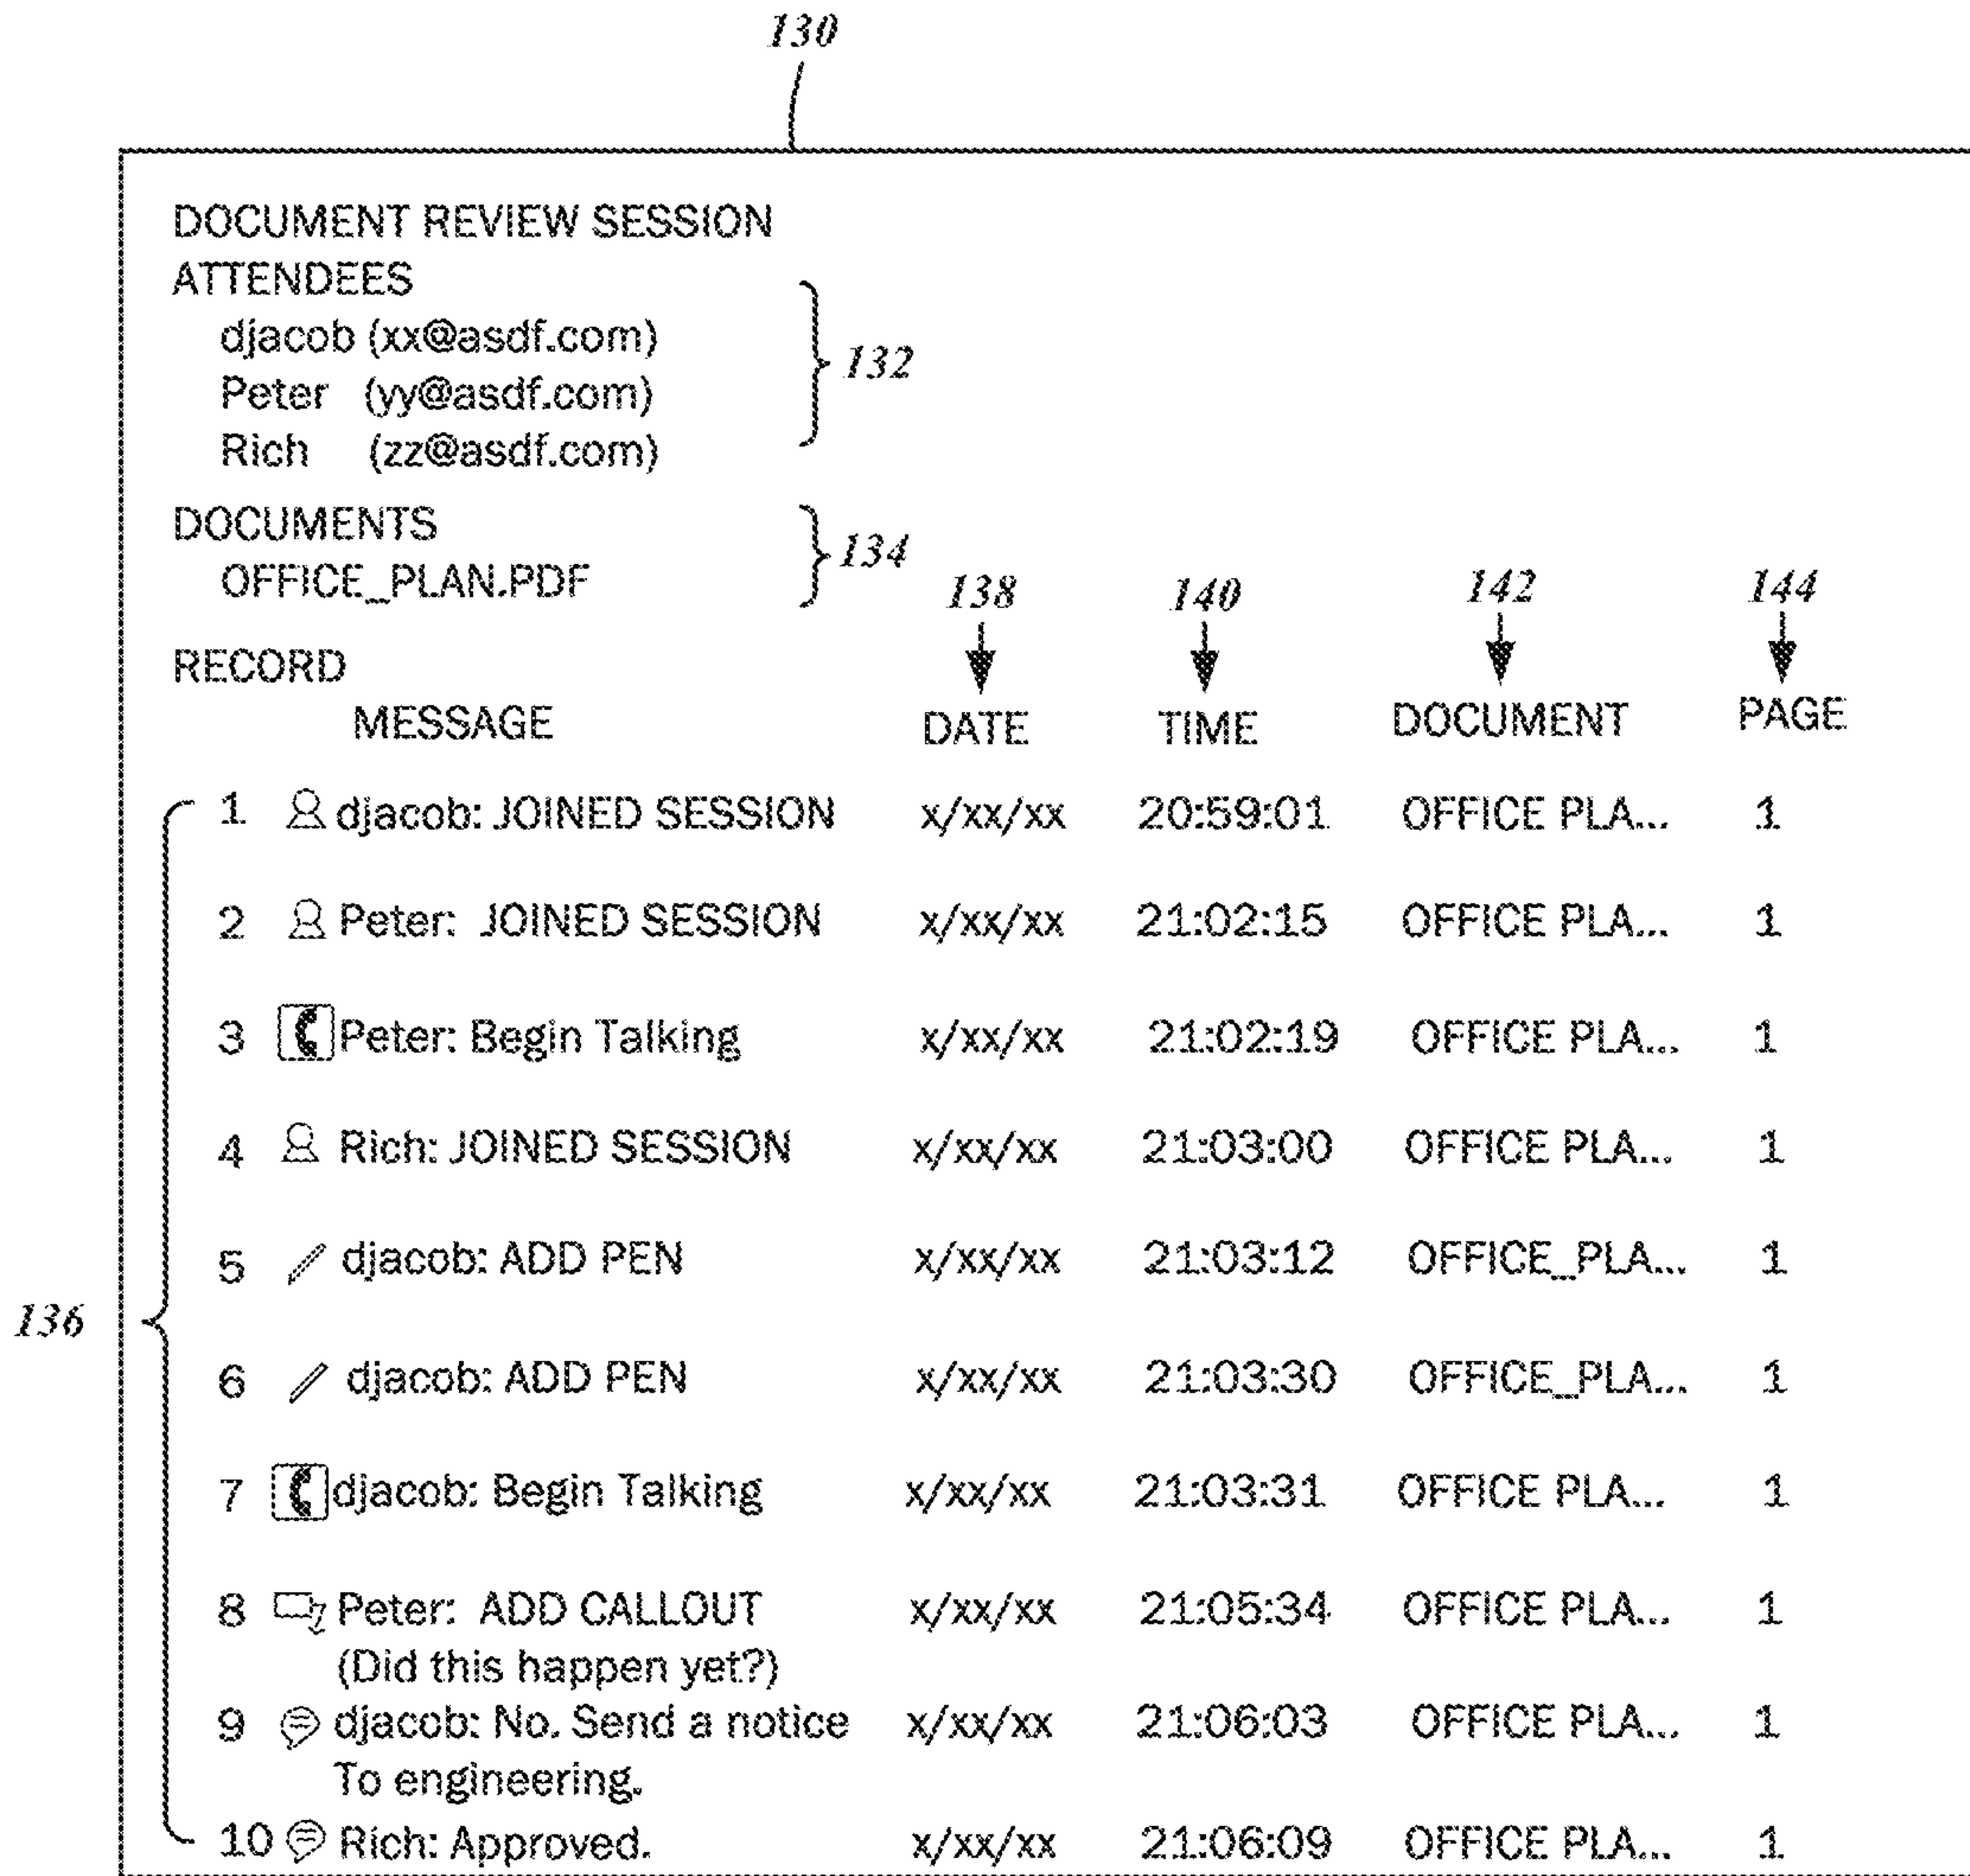 130
DOCUMENT REVIEW SESSION
ATTENDEES
djacob (xx@asdf.com)
Peter (yy@asdf.com)
Rich (zz@asdf.com)
132
DOCUMENTS
OFFICE_PLAN.PDF
134
138 140 142 144
RECORD
MESSAGE DATE TIME DOCUMENT PAGE
1 djacob: JOINED SESSION x/xx/xx 20:59:01 OFFICE PLA... 1
2 Peter: JOINED SESSION x/xx/xx 21:02:15 OFFICE PLA... 1
3 Peter: Begin Talking x/xx/xx 21:02:19 OFFICE PLA... 1
4 Rich: JOINED SESSION x/xx/xx 21:03:00 OFFICE PLA... 1
5 djacob: ADD PEN x/xx/xx 21:03:12 OFFICE_PLA... 1
136
6 djacob: ADD PEN x/xx/xx 21:03:30 OFFICE_PLA... 1
7 djacob: Begin Talking x/xx/xx 21:03:31 OFFICE PLA... 1
8 Peter: ADD CALLOUT x/xx/xx 21:05:34 OFFICE PLA... 1
(Did this happen yet?)
9 djacob: No. Send a notice x/xx/xx 21:06:03 OFFICE PLA... 1
To engineering.
10 Rich: Approved. x/xx/xx 21:06:09 OFFICE PLA... 1